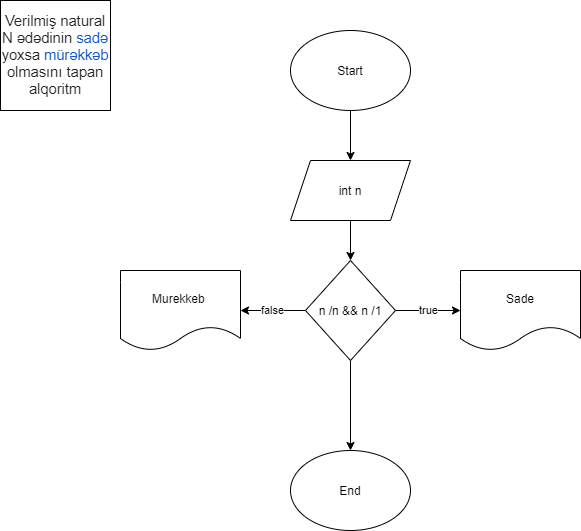 Verilmiş natural
N ədədinin sadə
yoxsa mürəkkəb
olmasını tapan
alqoritm
Start
int n
n /n && n /1
false
true
Murekkeb
Sade
End